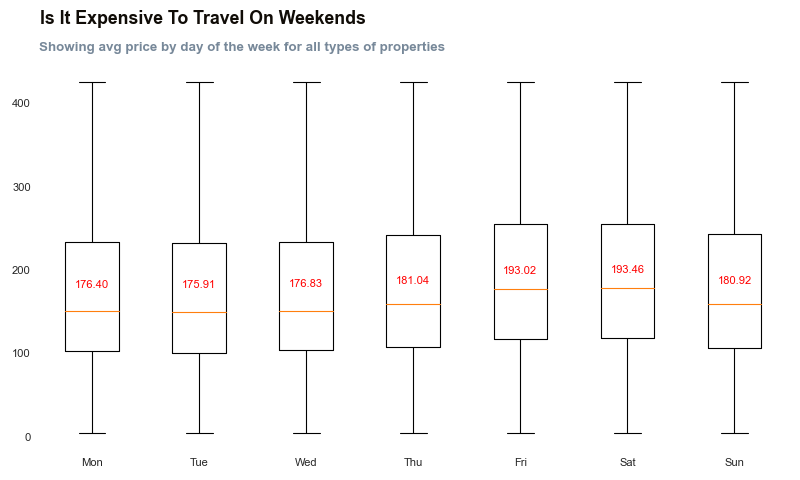 Is It Expensive To Travel On Weekends
Showing avg price by day of the week for all types of properties
400
300
200
100
0
176.40
175.91
176.83
181.04
193.02
193.46
180.92
Mon
Tue
Wed
Thu
Fri
Sat
Sun